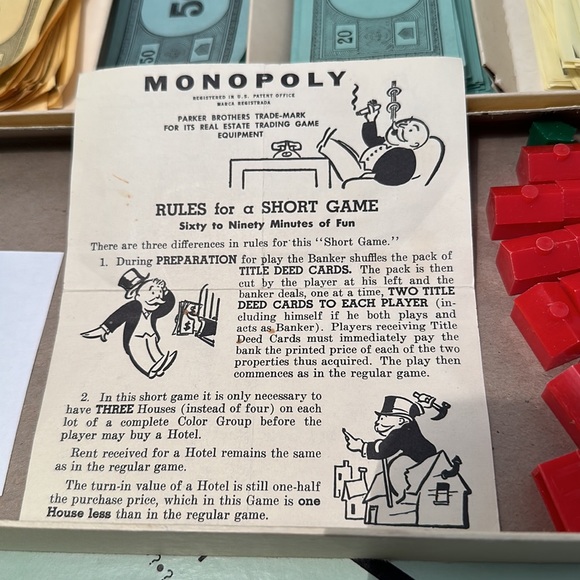 5
50
20
MONOPOLY
REGISTERED IN U.S. PATENT OFFICE
MARCA REGISTRADA
PARKER BROTHERS TRADE-MARK
FOR ITS REAL ESTATE TRADING GAME
EQUIPMENT
RULES for a SHORT GAME
Sixty to Ninety Minutes of Fun
There are three differences in rules for this "Short Game."
1. During PREPARATION for play the Banker shuffles the pack of
TITLE DEED CARDS. The pack is then
cut by the player at his left and the
banker deals, one at a time, TWO TITLE
DEED CARDS TO EACH PLAYER (in-
cluding himself if he both plays and
acts as Banker). Players receiving Title
Deed Cards must immediately pay the
bank the printed price of each of the two
properties thus acquired. The play then
commences as in the regular game.
2. In this short game it is only necessary to
have THREE Houses (instead of four) on each
lot of a complete Color Group before the
player may buy a Hotel.
Rent received for a Hotel remains the same
as in the regular game.
The turn-in value of a Hotel is still one-half
the purchase price, which in this Game is one
House less than in the regular game.